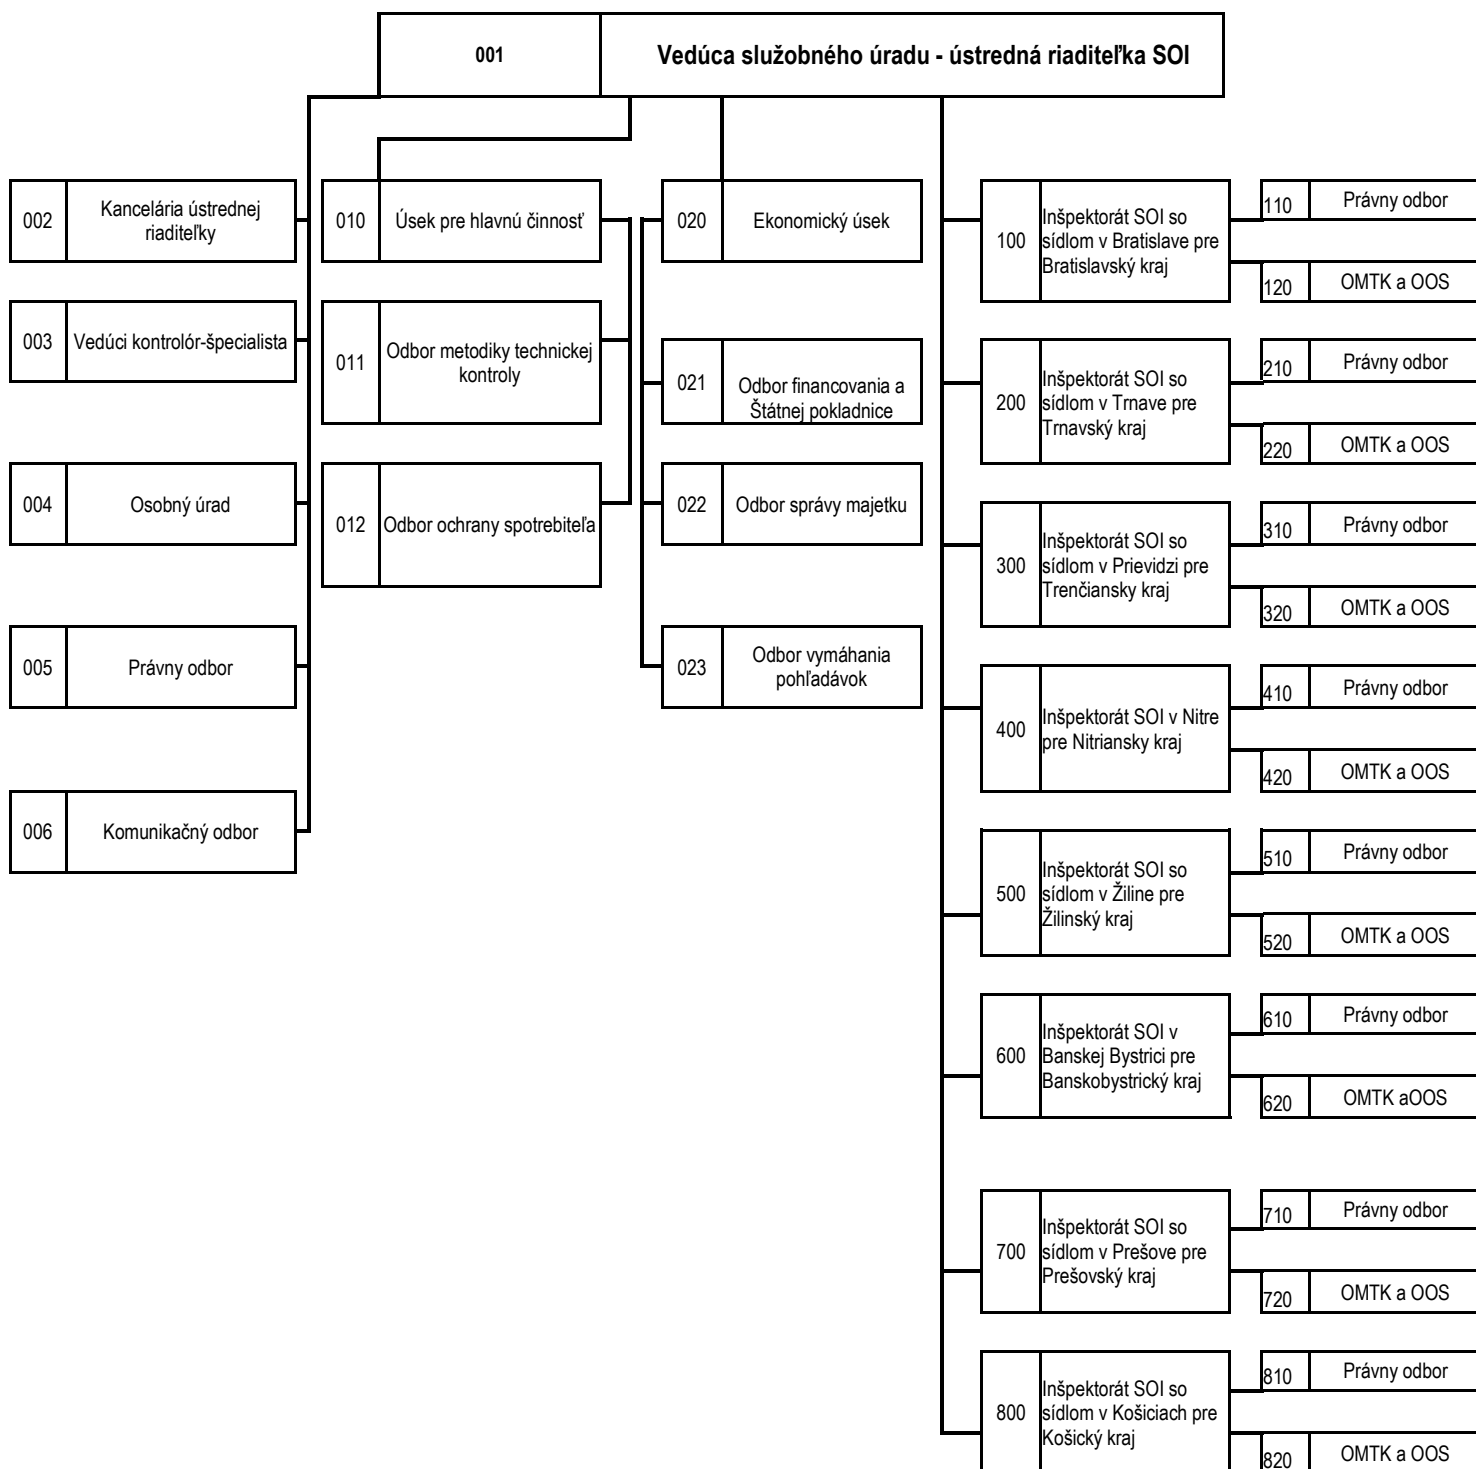 001
Vedúca služobného úradu - ústredná riaditeľka SOI
002
Kancelária ústrednej
riaditeľky
003
Vedúci kontrolór-špecialista
004
Osobný úrad
005
Právny odbor
006
Komunikačný odbor
010
Úsek pre hlavnú činnosť
011
Odbor metodiky technickej
kontroly
012
Odbor ochrany spotrebiteľa
020
Ekonomický úsek
021
Odbor financovania a
Štátnej pokladnice
022
Odbor správy majetku
023
Odbor vymáhania
pohľadávok
100
Inšpektorát SOI so
sídlom v Bratislave pre
Bratislavský kraj
110
Právny odbor
120
OMTK a OOS
200
Inšpektorát SOI so
sídlom v Trnave pre
Trnavský kraj
210
Právny odbor
220
OMTK a OOS
300
Inšpektorát SOI so
sídlom v Prievidzi pre
Trenčiansky kraj
310
Právny odbor
320
OMTK a OOS
400
Inšpektorát SOI v Nitre
pre Nitriansky kraj
410
Právny odbor
420
OMTK a OOS
500
Inšpektorát SOI so
sídlom v Žiline pre
Žilinský kraj
510
Právny odbor
520
OMTK a OOS
600
Inšpektorát SOI v
Banskej Bystrici pre
Banskobystrický kraj
610
Právny odbor
620
OMTK aOOS
700
Inšpektorát SOI so
sídlom v Prešove pre
Prešovský kraj
710
Právny odbor
720
OMTK a OOS
800
Inšpektorát SOI so
sídlom v Košiciach pre
Košický kraj
810
Právny odbor
820
OMTK a OOS